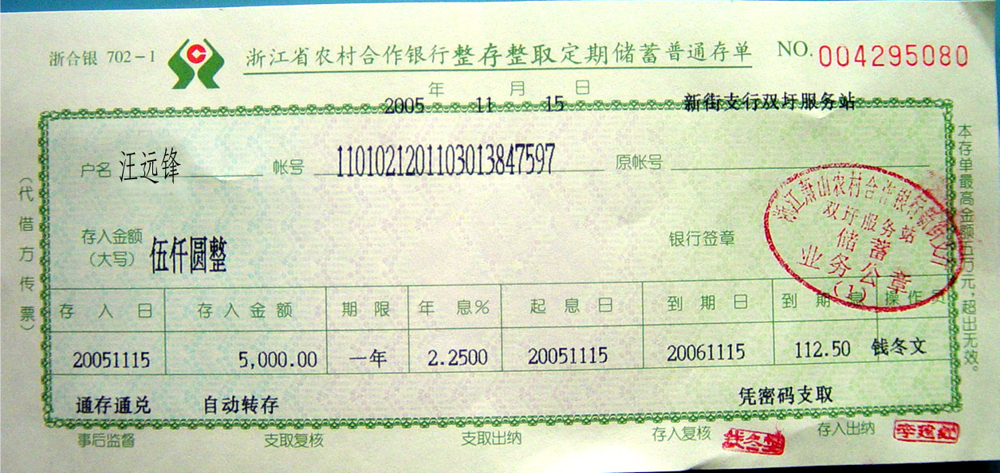 浙合银 702-1
浙江省农村合作银行整存整取定期储蓄普通存单
NO.004295080
年 月 日
2005 11 15
新街支行双圩服务站
户名 汪远锋 帐号 1101021201103013847597 原帐号
存入金额
(大写) 伍仟圆整
银行签章
浙江萧山农村合作银行新街支行
双圩服务站
储蓄
业务公章
(1)
存入日 存入金额 期限 年息% 起息日 到期日 到期息 操作员
20051115 5,000.00 一年 2.2500 20051115 20061115 112.50 钱冬文
通存通兑 自动转存 凭密码支取
事后监督 支取复核 支取出纳 存入复核 存入出纳
(代借方传票)
本存单最高金额五万元,超出无效。